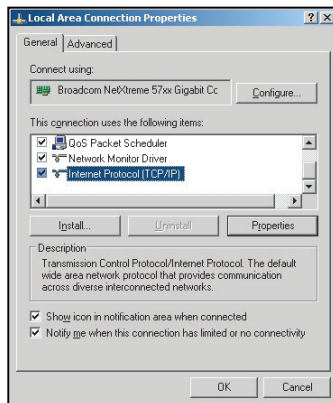 Local Area Connection Properties
General Advanced
Connect using:
Broadcom NetXtreme 57xx Gigabit Cc
Configure...
This connection uses the following items:
QoS Packet Scheduler
Network Monitor Driver
Internet Protocol (TCP/IP)
Install... Uninstall Properties
Description
Transmission Control Protocol/Internet Protocol. The default
wide area network protocol that provides communication
across diverse interconnected networks.
Show icon in notification area when connected
Notify me when this connection has limited or no connectivity
OK Cancel